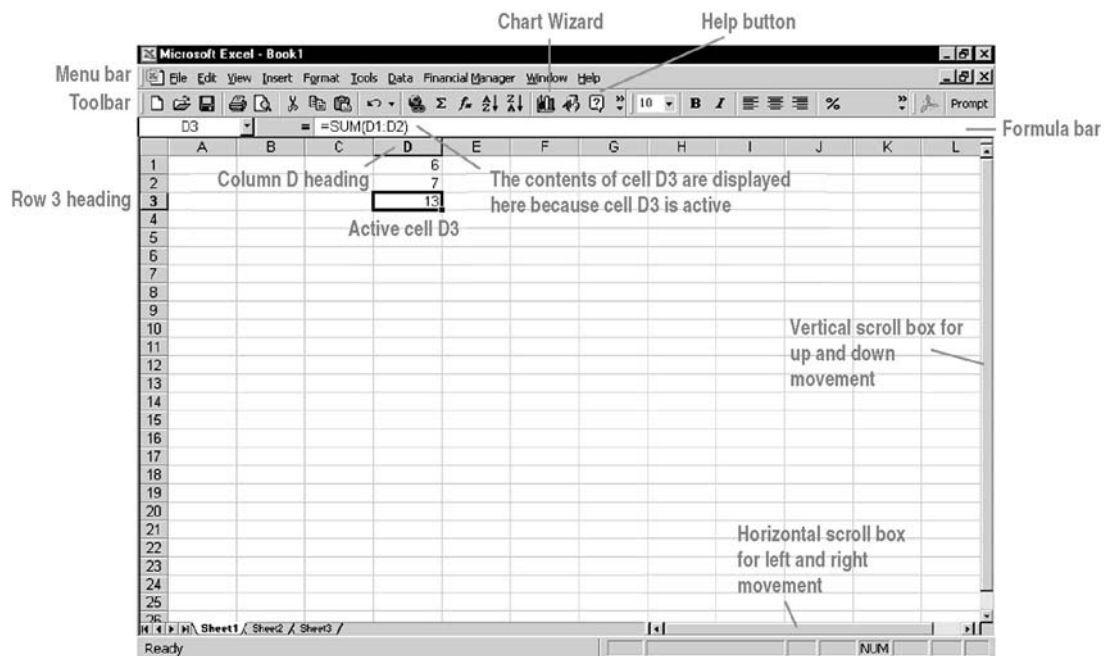 Chart Wizard
Help button
Microsoft Excel - Book1
Menu bar
File Edit View Insert Format Tools Data Financial Manager Window Help
Toolbar
10 B I % Prompt
D3 = =SUM(D1:D2)
Formula bar
A B C D E F G H I J K L
1 6
2 Column D heading 7 The contents of cell D3 are displayed
Row 3 heading 3 13 here because cell D3 is active
4
Active cell D3
5
6
7
8
9
10
Vertical scroll box for
11
up and down
12
movement
13
14
15
16
17
18
19
20
21
Horizontal scroll box
22
for left and right
23
movement
24
25
26
Sheet1 Sheet2 Sheet3
Ready NUM